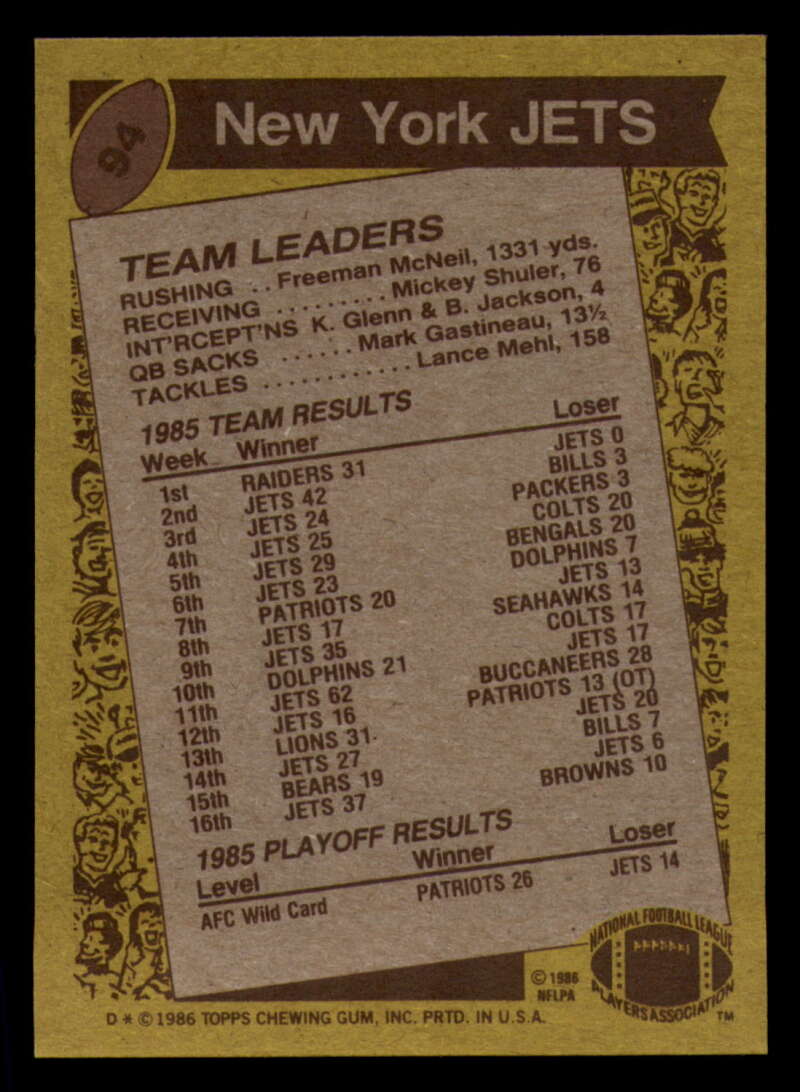 94
New York JETS
TEAM LEADERS
RUSHING .. Freeman McNeil, 1331 yds.
RECEIVING ......... Mickey Shuler, 76
INT'RCEPT'NS K. Glenn & B. Jackson, 4
QB SACKS ...... Mark Gastineau, 13½
TACKLES ............ Lance Mehl, 158
1985 TEAM RESULTS
Week Winner Loser
1st RAIDERS 31 JETS 0
2nd JETS 42 BILLS 3
3rd JETS 24 PACKERS 3
4th JETS 25 COLTS 20
5th JETS 29 BENGALS 20
6th JETS 23 DOLPHINS 7
7th PATRIOTS 20 JETS 13
8th JETS 17 SEAHAWKS 14
9th JETS 35 COLTS 17
10th DOLPHINS 21 JETS 17
11th JETS 62 BUCCANEERS 28
12th JETS 16 PATRIOTS 13 (OT)
13th LIONS 31 JETS 20
14th JETS 27 BILLS 7
15th BEARS 19 JETS 6
16th JETS 37 BROWNS 10
1985 PLAYOFF RESULTS
Level Winner Loser
AFC Wild Card PATRIOTS 26 JETS 14
NATIONAL FOOTBALL LEAGUE
PLAYERS ASSOCIATION
TM
© 1986
NFLPA
D * © 1986 TOPPS CHEWING GUM, INC. PRTD. IN U.S.A.